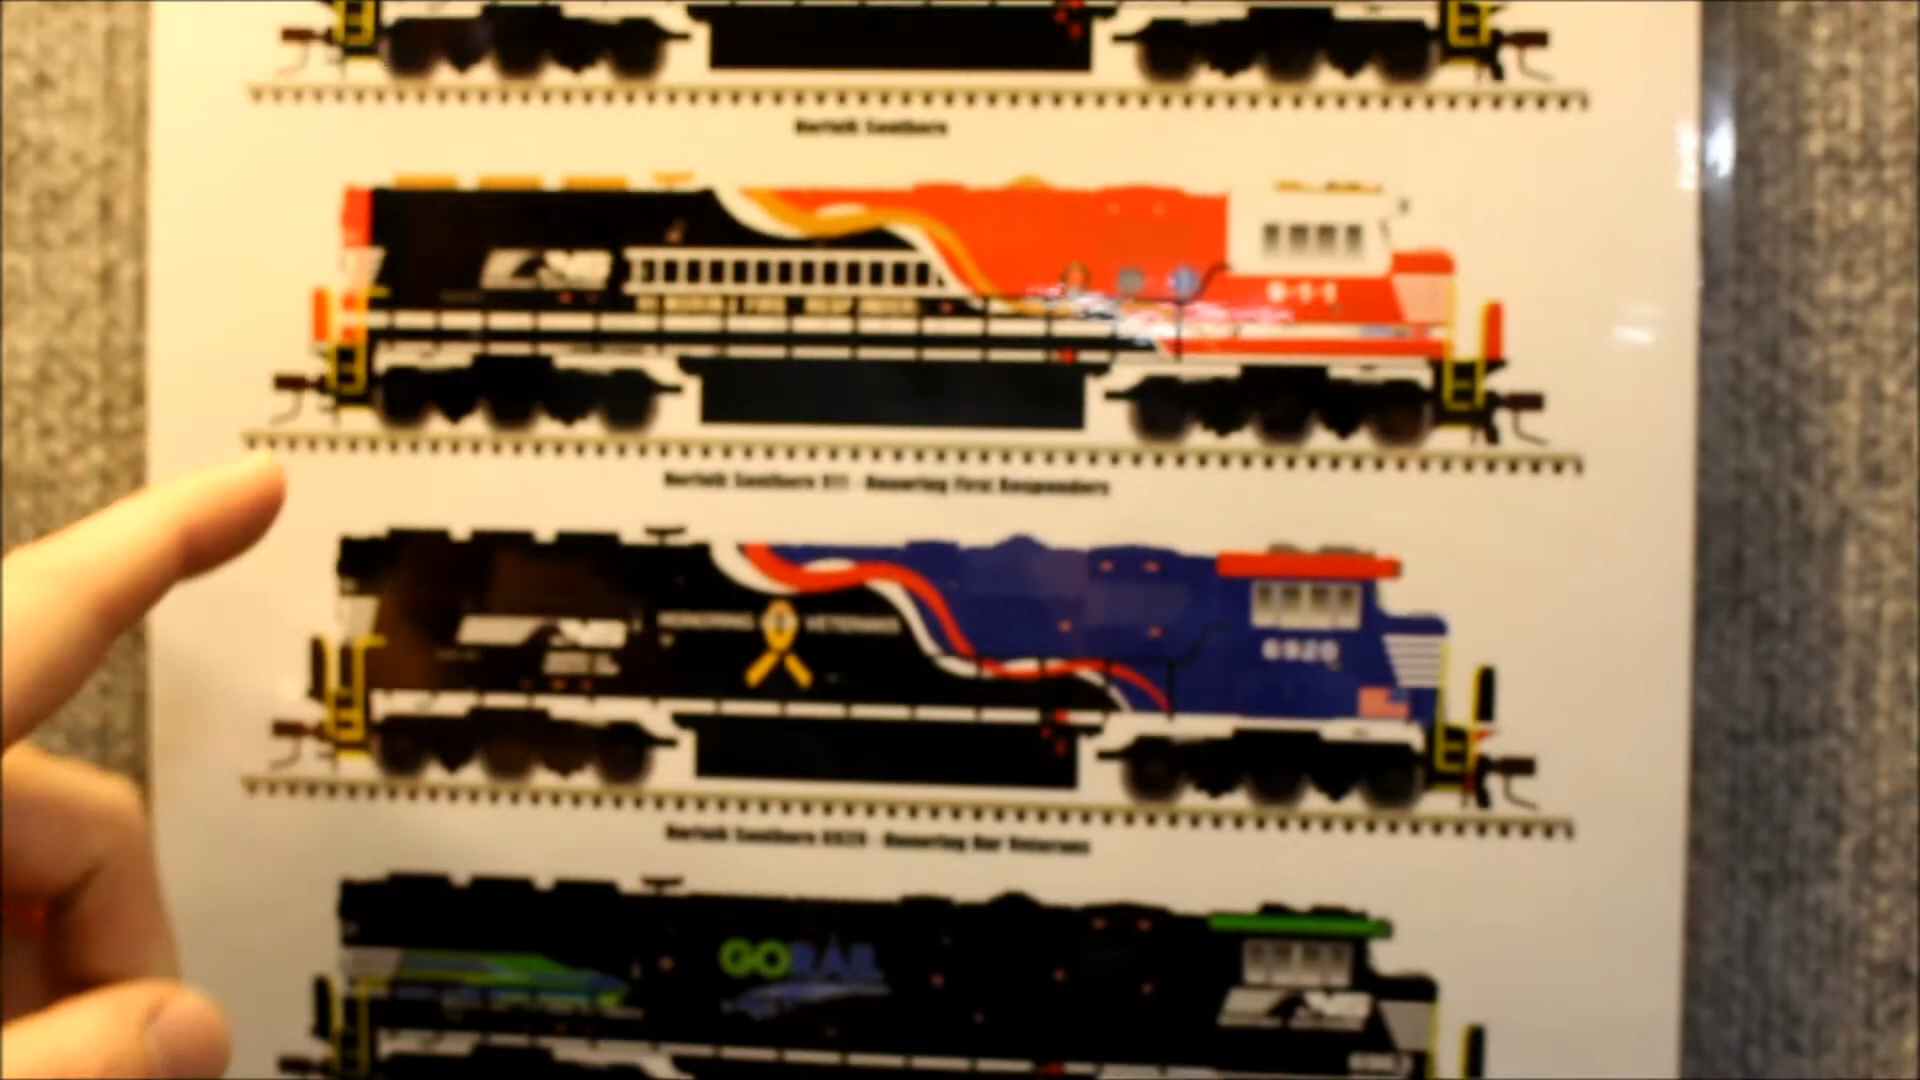 Norfolk Southern
9-1-1
Norfolk Southern 911 - Honoring First Responders
HONORING VETERANS
6920
Norfolk Southern 6920 - Honoring Our Veterans
GORAIL